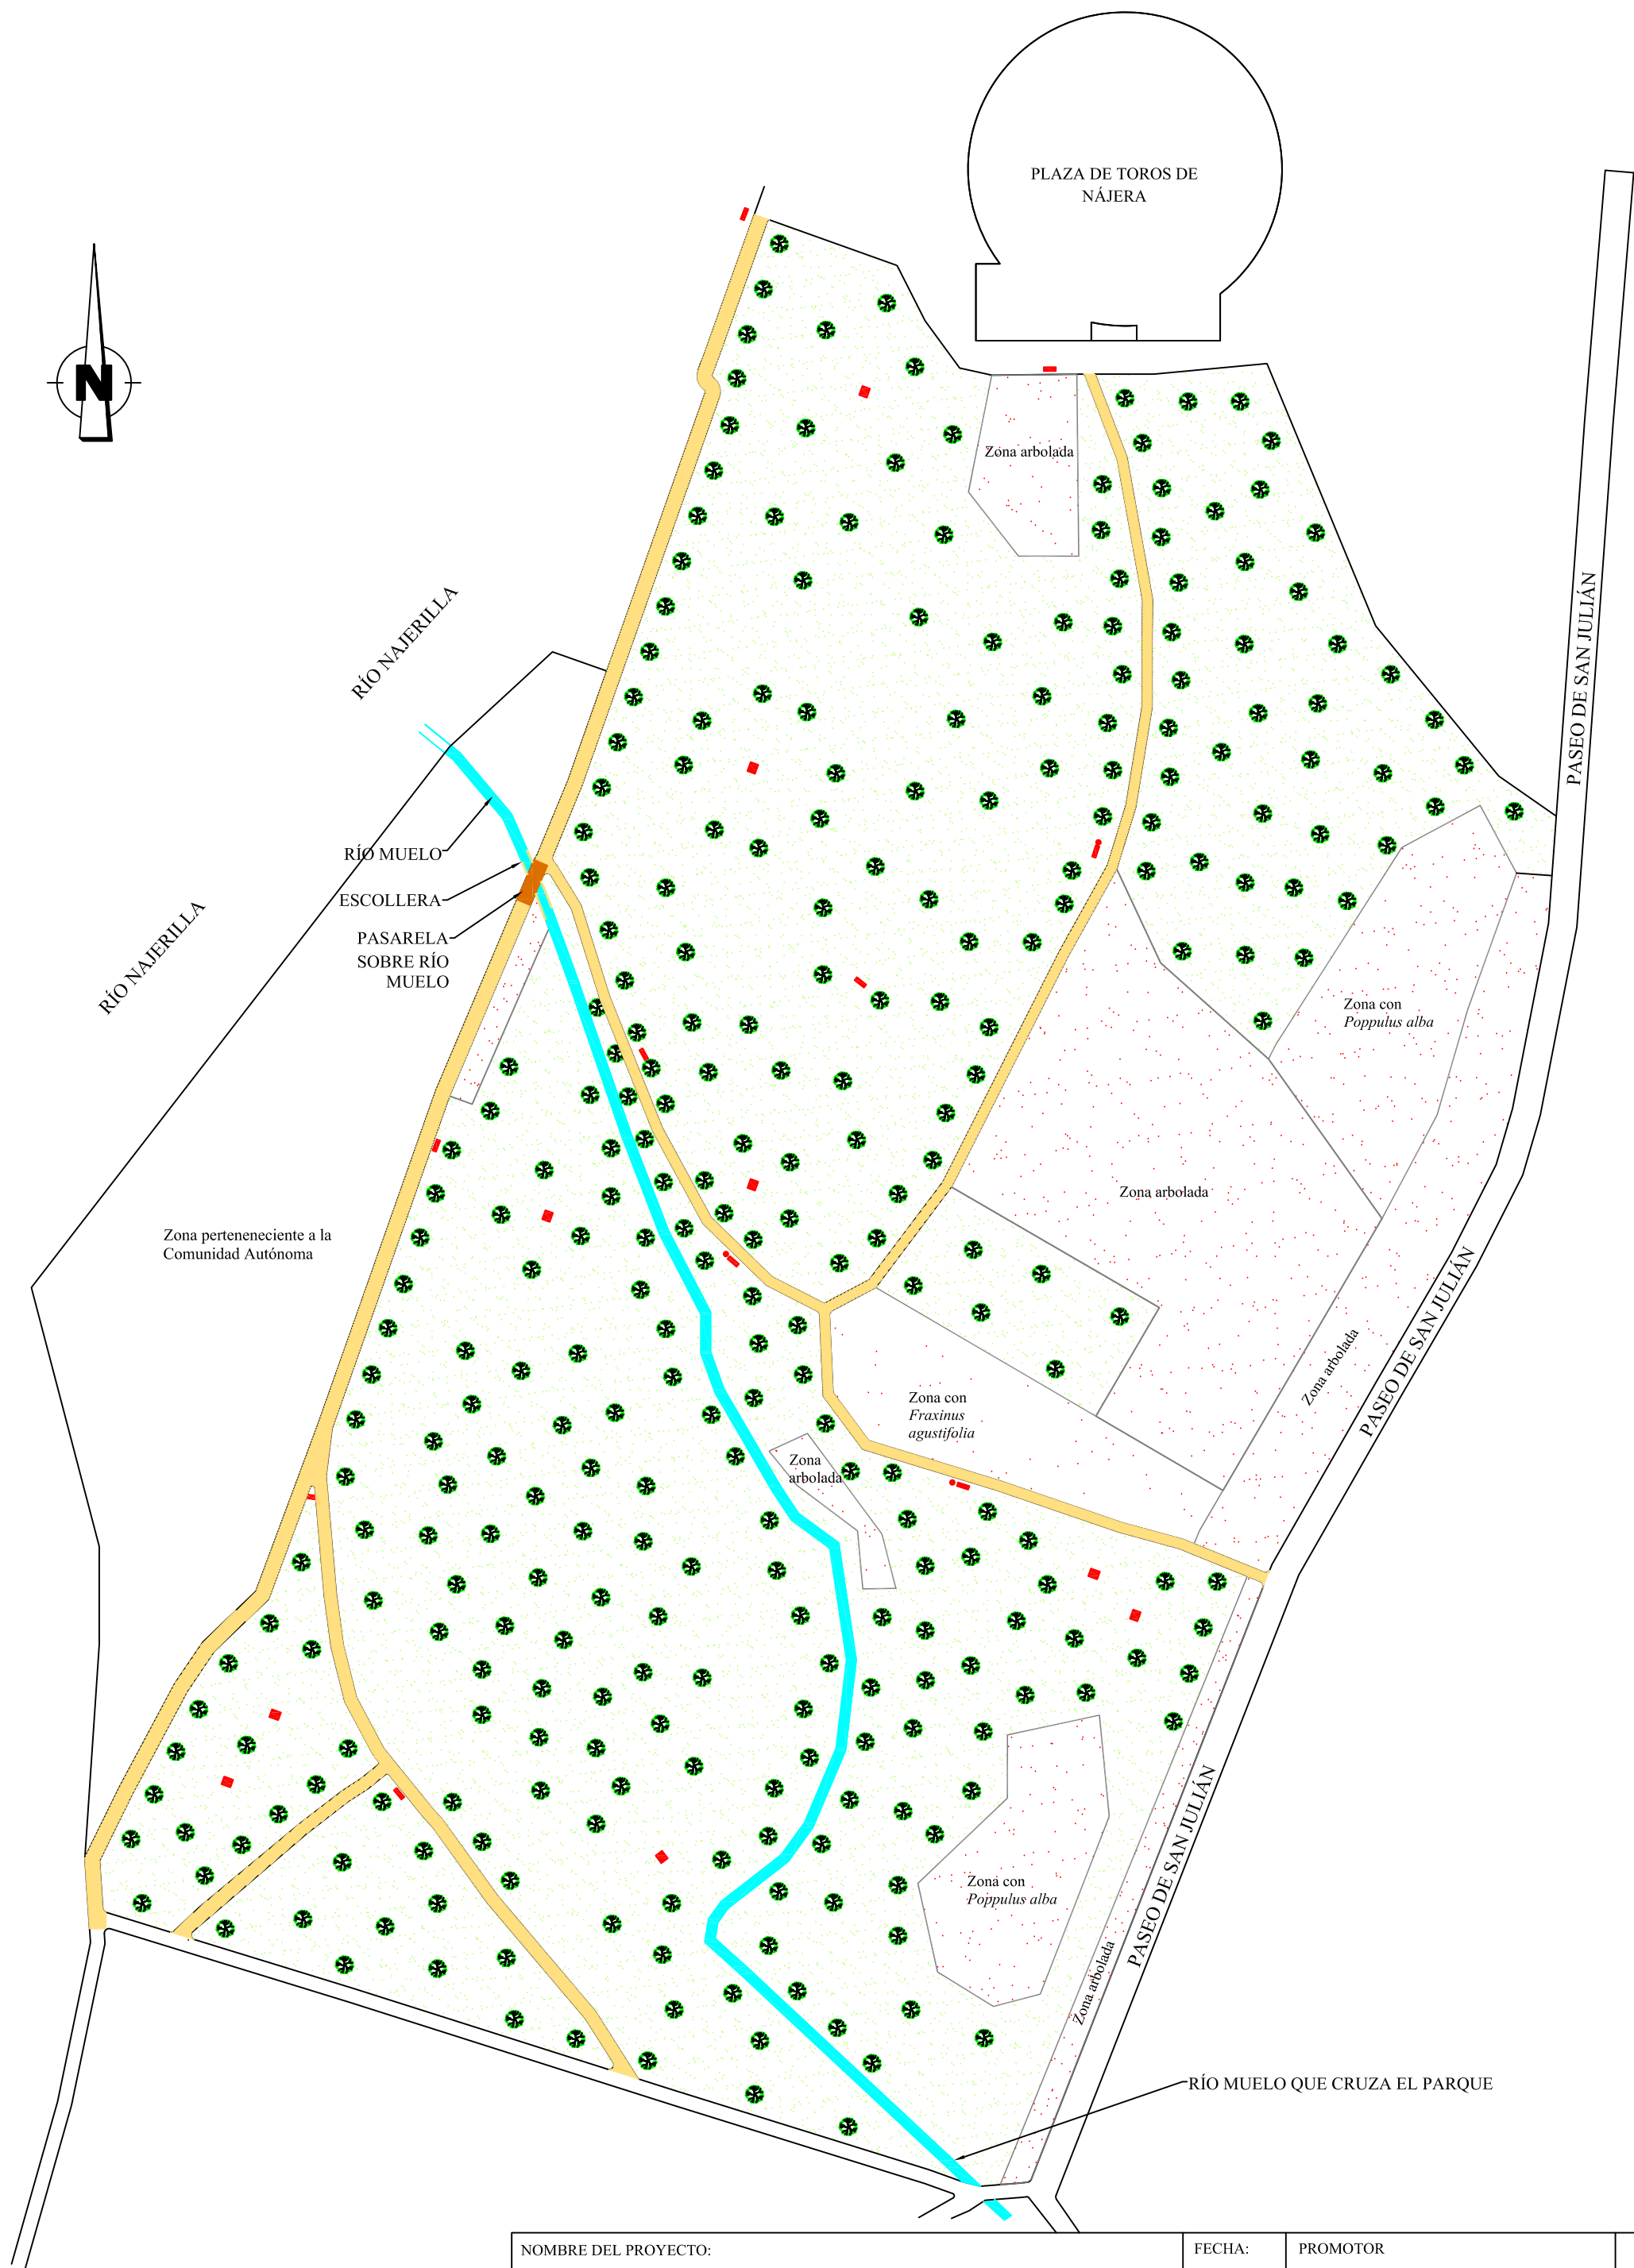 PLAZA DE TOROS DE
NÁJERA
N
Zona arbolada
PASEO DE SAN JULIÁN
RÍO NAJERILLA
RÍO MUELO
ESCOLLERA
PASARELA
SOBRE RÍO
MUELO
RÍO NAJERILLA
Zona con
Poppulus alba
Zona arbolada
Zona perteneneciente a la
Comunidad Autónoma
Zona arbolada
PASEO DE SAN JULIÁN
Zona con
Fraxinus
agustifolia
Zona
arbolada
Zona con
Poppulus alba
PASEO DE SAN JULIÁN
Zona arbolada
RÍO MUELO QUE CRUZA EL PARQUE
NOMBRE DEL PROYECTO:
FECHA:
PROMOTOR